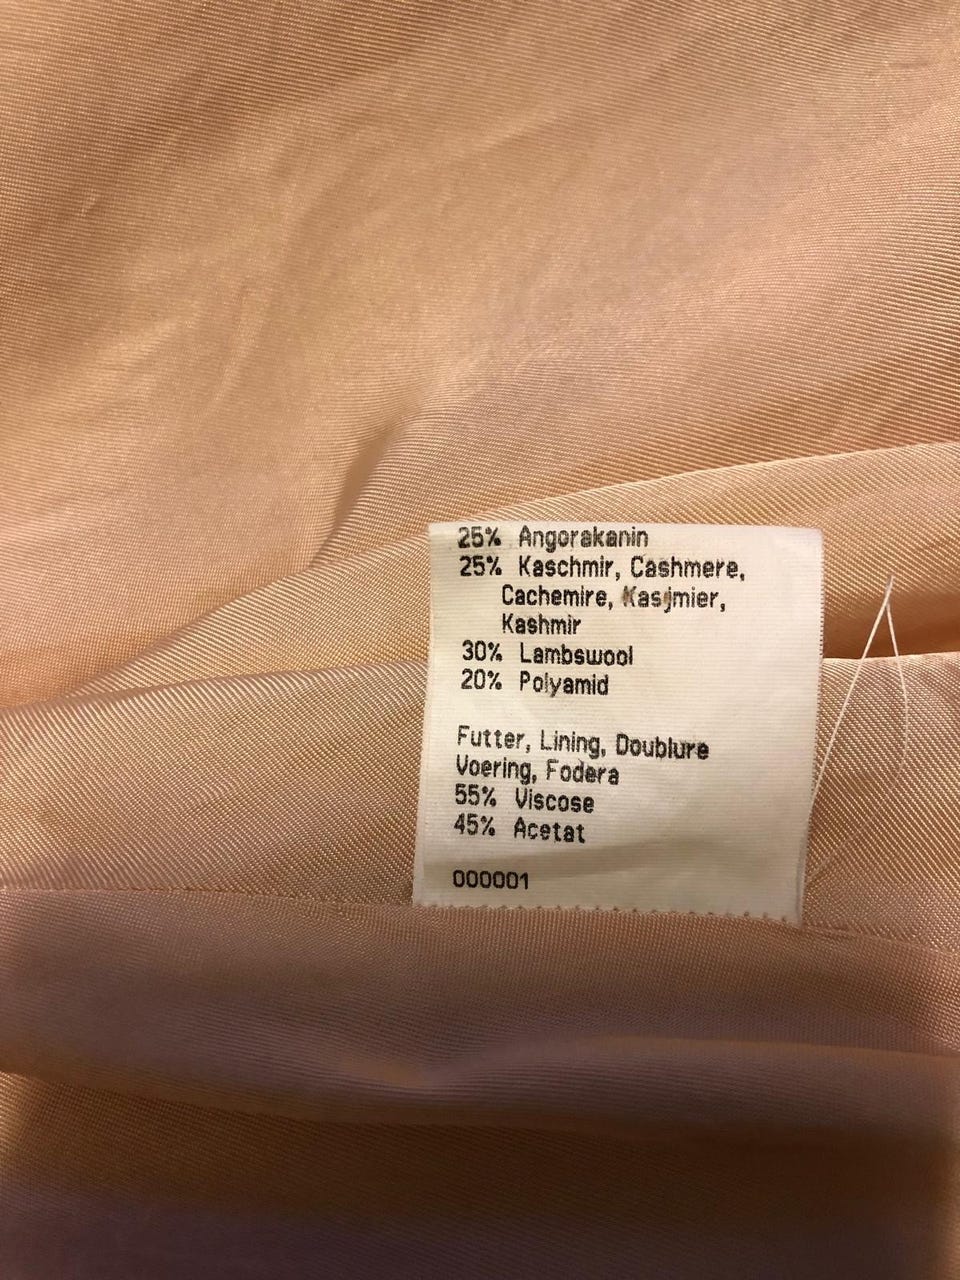 25% Angorakanin
25% Kaschmir, Cashmere,
Cachemire, Kasjmier,
Kashmir
30% Lambswool
20% Polyamid
Futter, Lining, Doublure
Voering, Fodera
55% Viscose
45% Acetat
000001